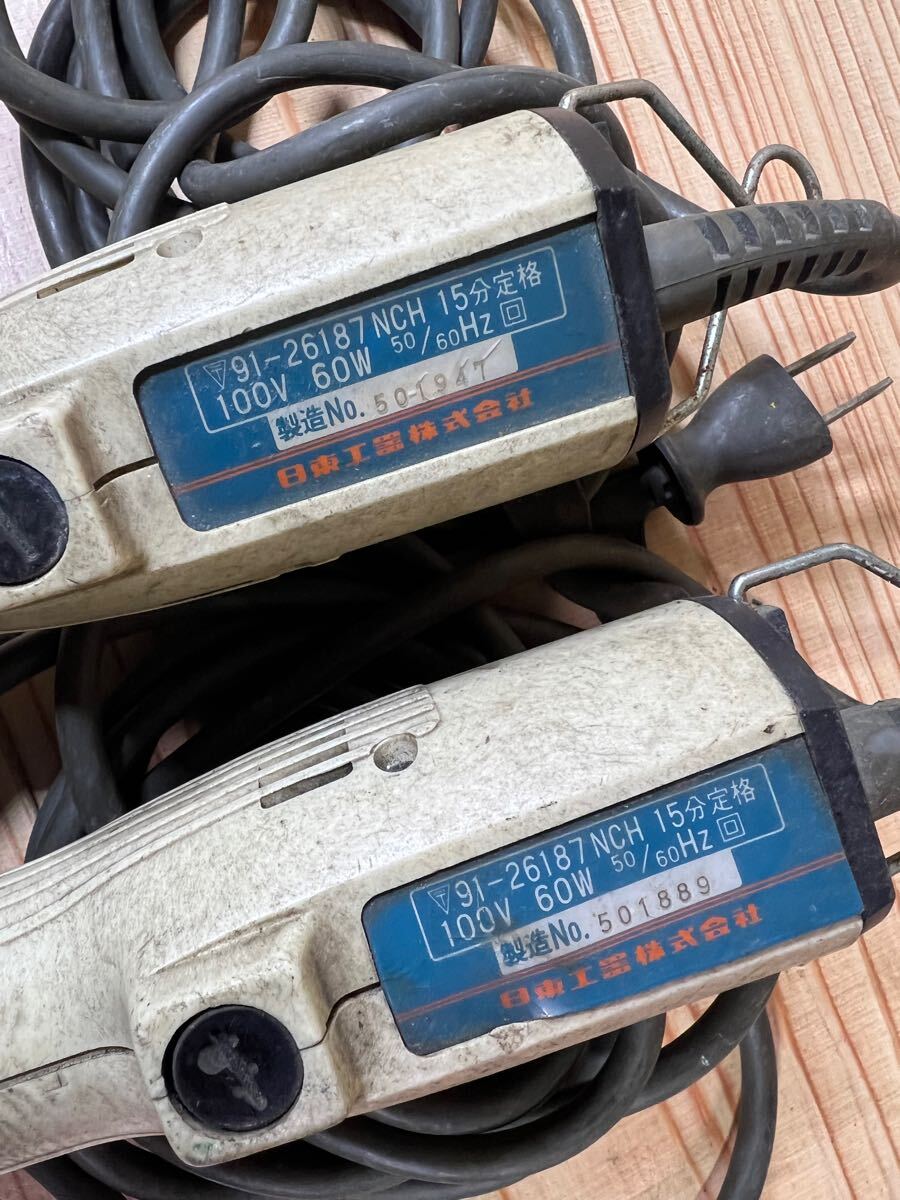 〒91-26187 NCH 15分定格
100V 60W 50/60Hz 回
製造No. 501947
日東工器株式会社
〒91-26187 NCH 15分定格
100V 60W 50/60Hz 回
製造No. 501889
日東工器株式会社